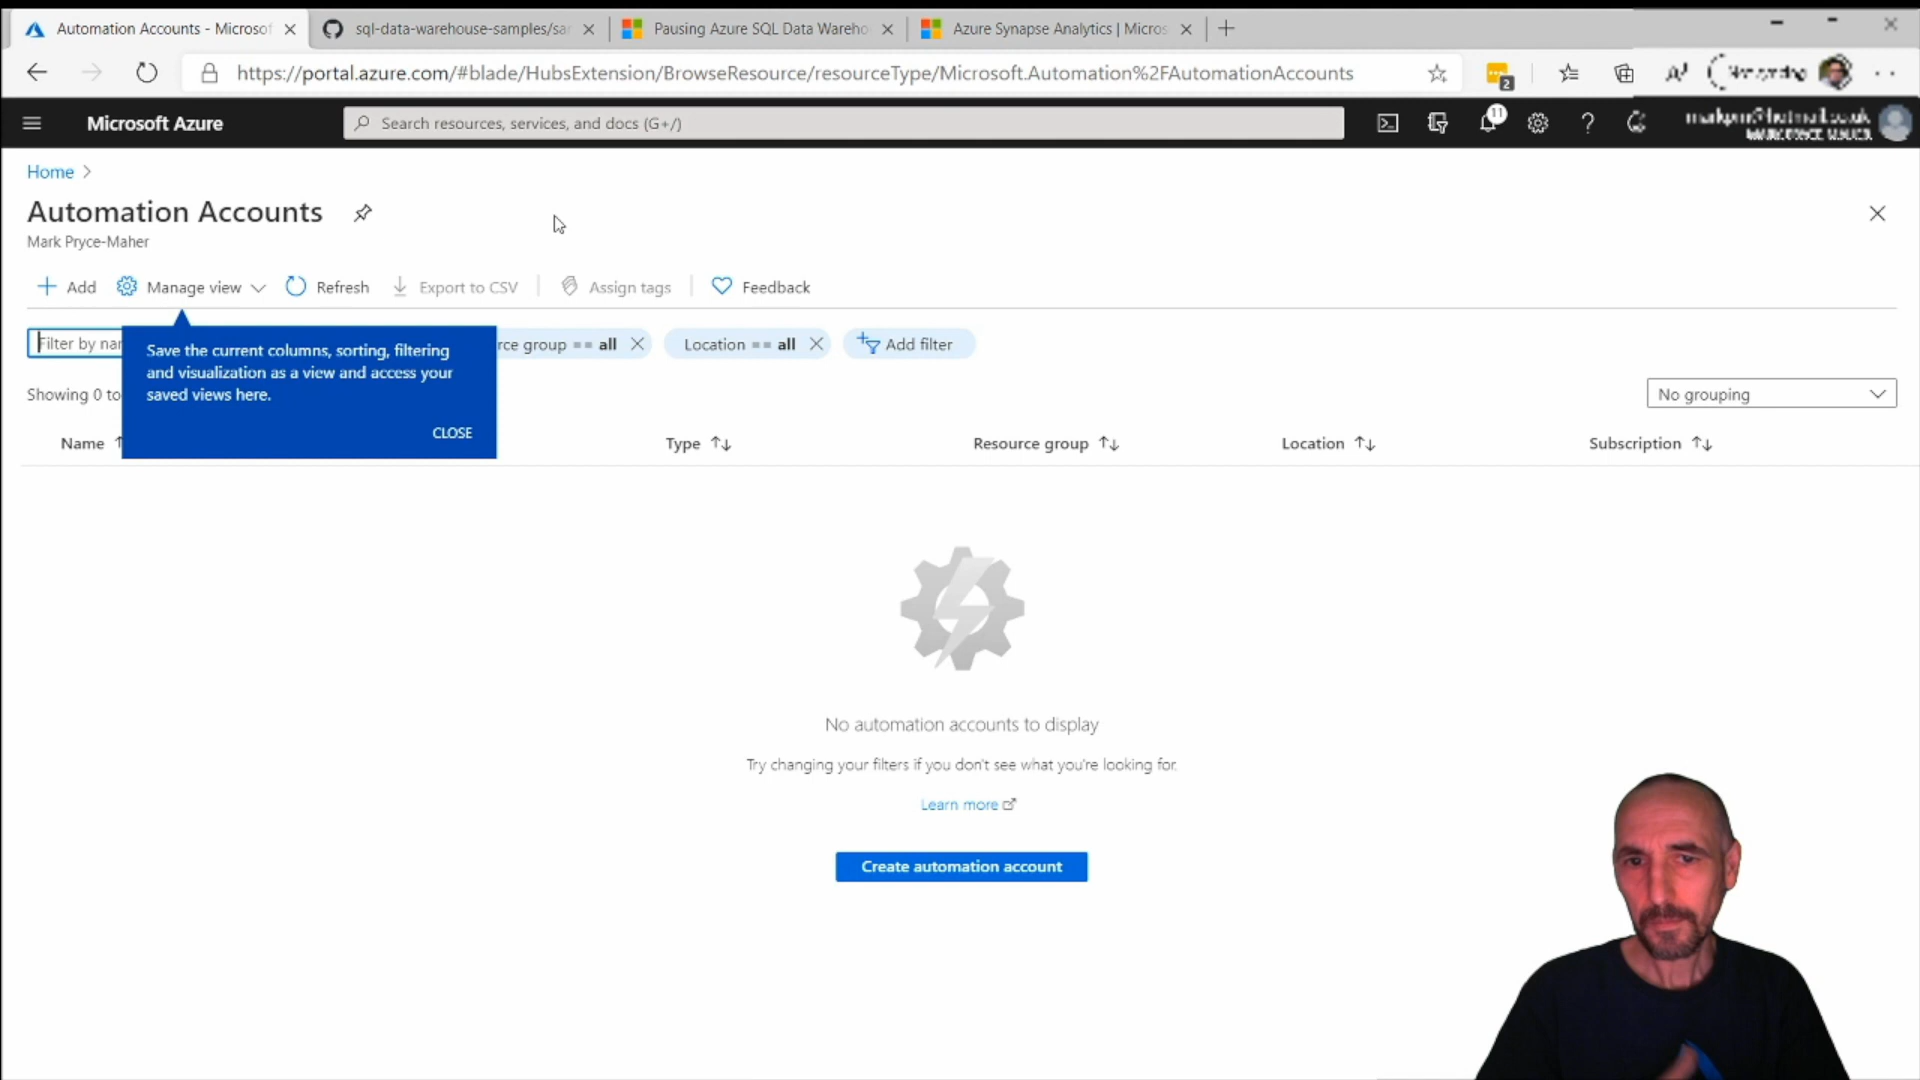 Automation Accounts - Microsof
sql-data-warehouse-samples/sa
Pausing Azure SQL Data Wareho
Azure Synapse Analytics | Micros
https://portal.azure.com/#blade/HubsExtension/BrowseResource/resourceType/Microsoft.Automation%2FAutomationAccounts
2
Microsoft Azure
Search resources, services, and docs (G+/)
11
Home
Automation Accounts
Mark Pryce-Maher
Add
Manage view
Refresh
Export to CSV
Assign tags
Feedback
Filter by nar
Save the current columns, sorting, filtering
and visualization as a view and access your
saved views here.
CLOSE
rce group == all
Location == all
Add filter
Showing 0 to
No grouping
Name
Type
Resource group
Location
Subscription
No automation accounts to display
Try changing your filters if you don't see what you're looking for.
Learn more
Create automation account